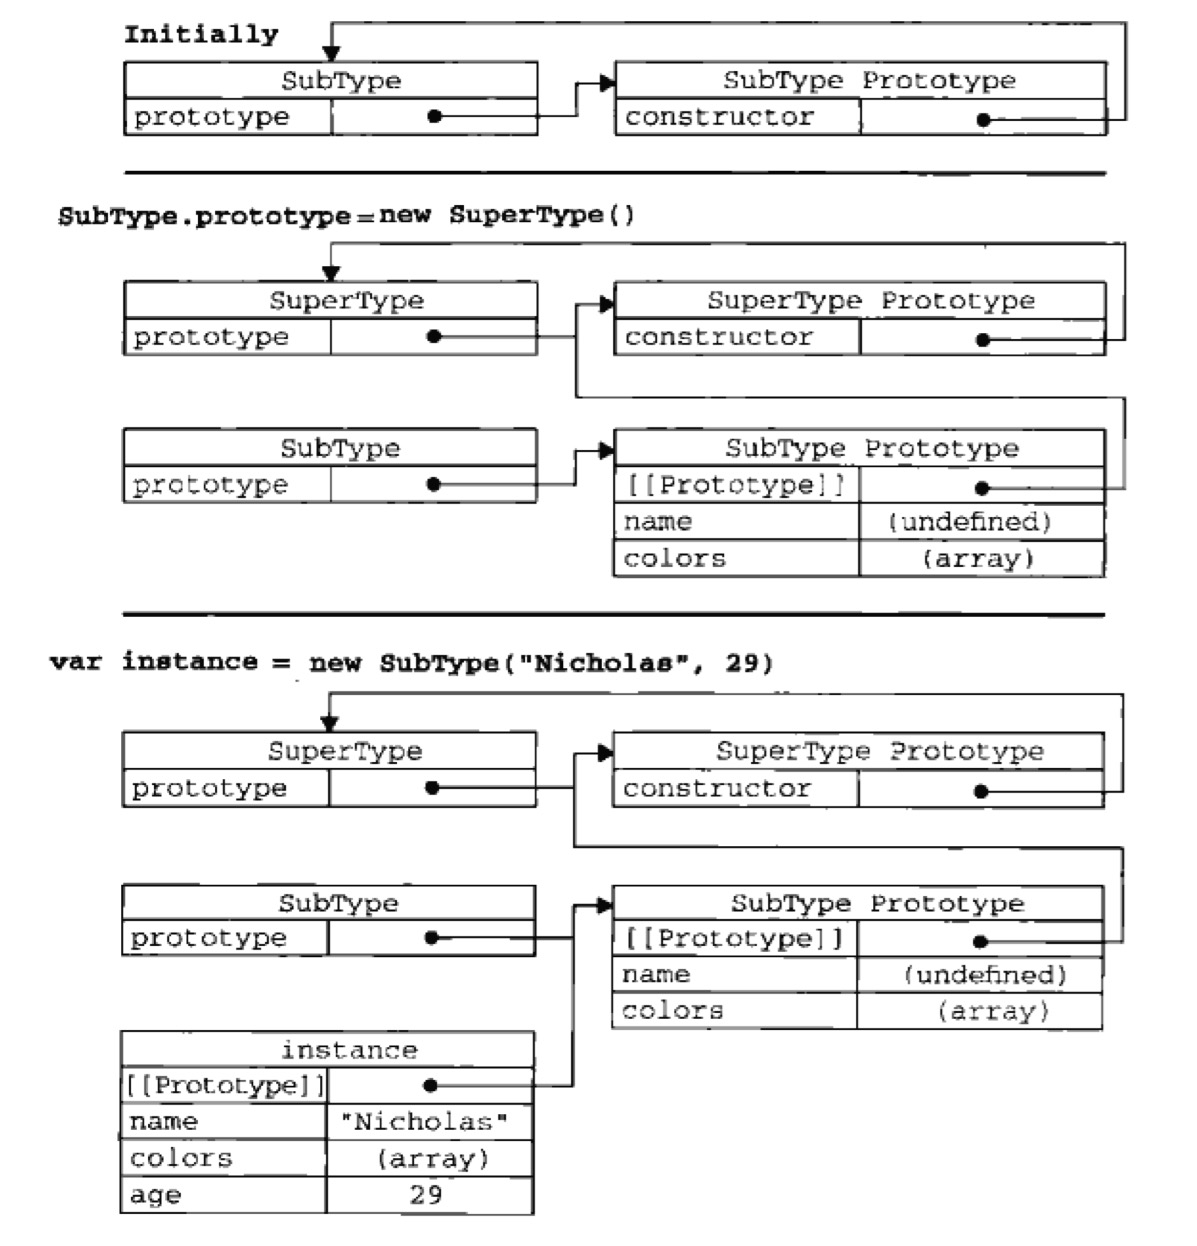 Initially
SubType
SubType Prototype
prototype
constructor
SubType.prototype=new SuperType()
SuperType
SuperType Prototype
prototype
constructor
SubType
SubType Prototype
prototype
[[Prototype]]
name
(undefined)
colors
(array)
var instance = new SubType("Nicholas", 29)
SuperType
SuperType Prototype
prototype
constructor
SubType
SubType Prototype
prototype
[[Prototype]]
name
(undefined)
colors
(array)
instance
[[Prototype]]
name
"Nicholas"
colors
(array)
age
29